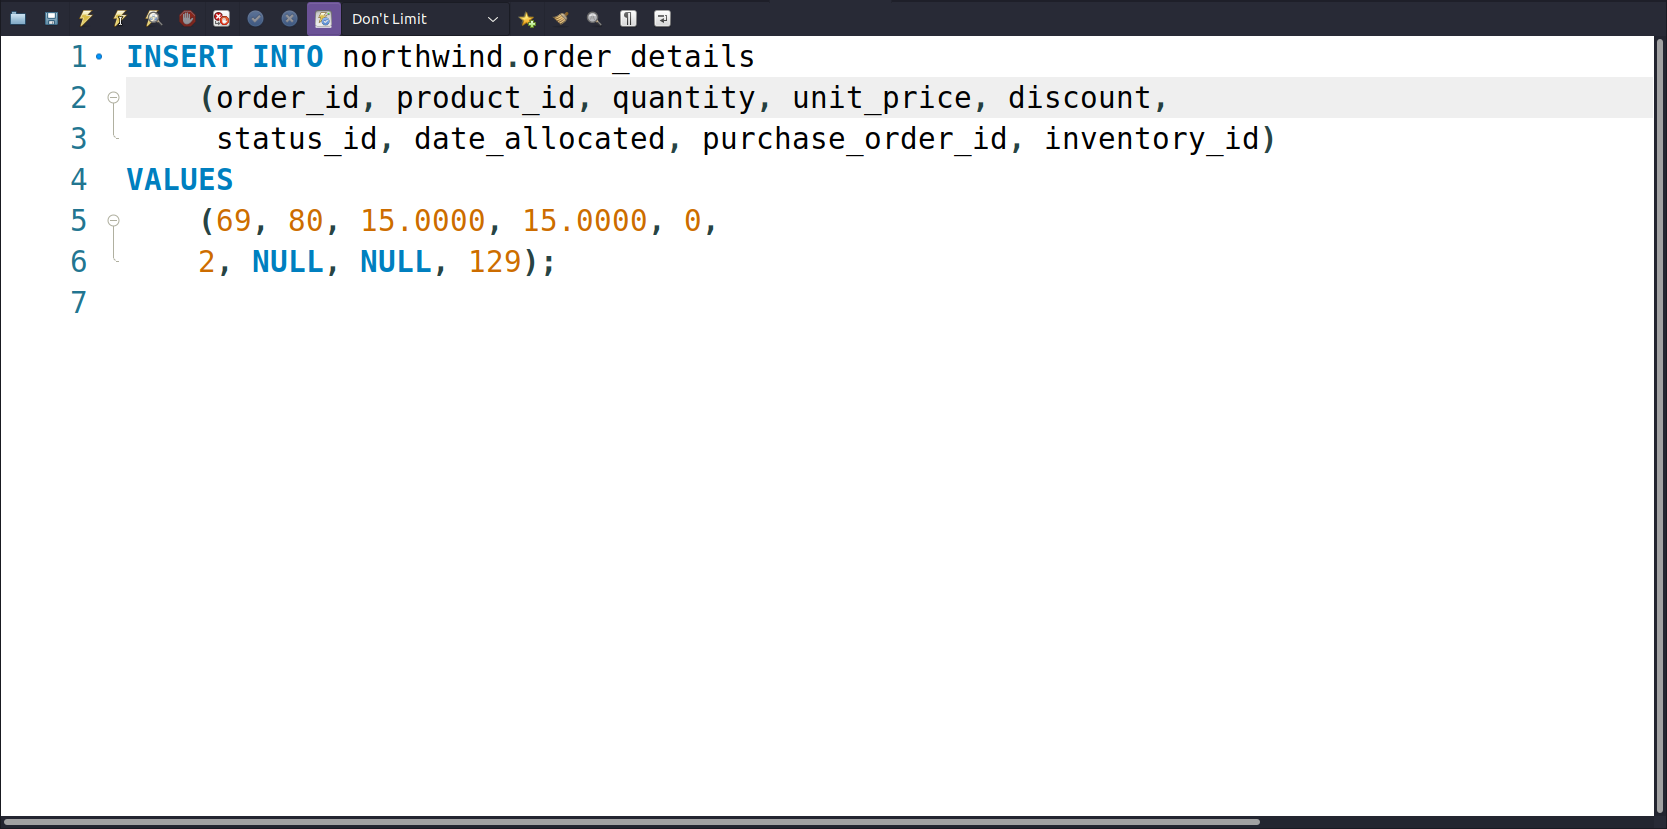 Don't Limit
1 INSERT INTO northwind.order_details
2 (order_id, product_id, quantity, unit_price, discount,
3 status_id, date_allocated, purchase_order_id, inventory_id)
4 VALUES
5 (69, 80, 15.0000, 15.0000, 0,
6 2, NULL, NULL, 129);
7